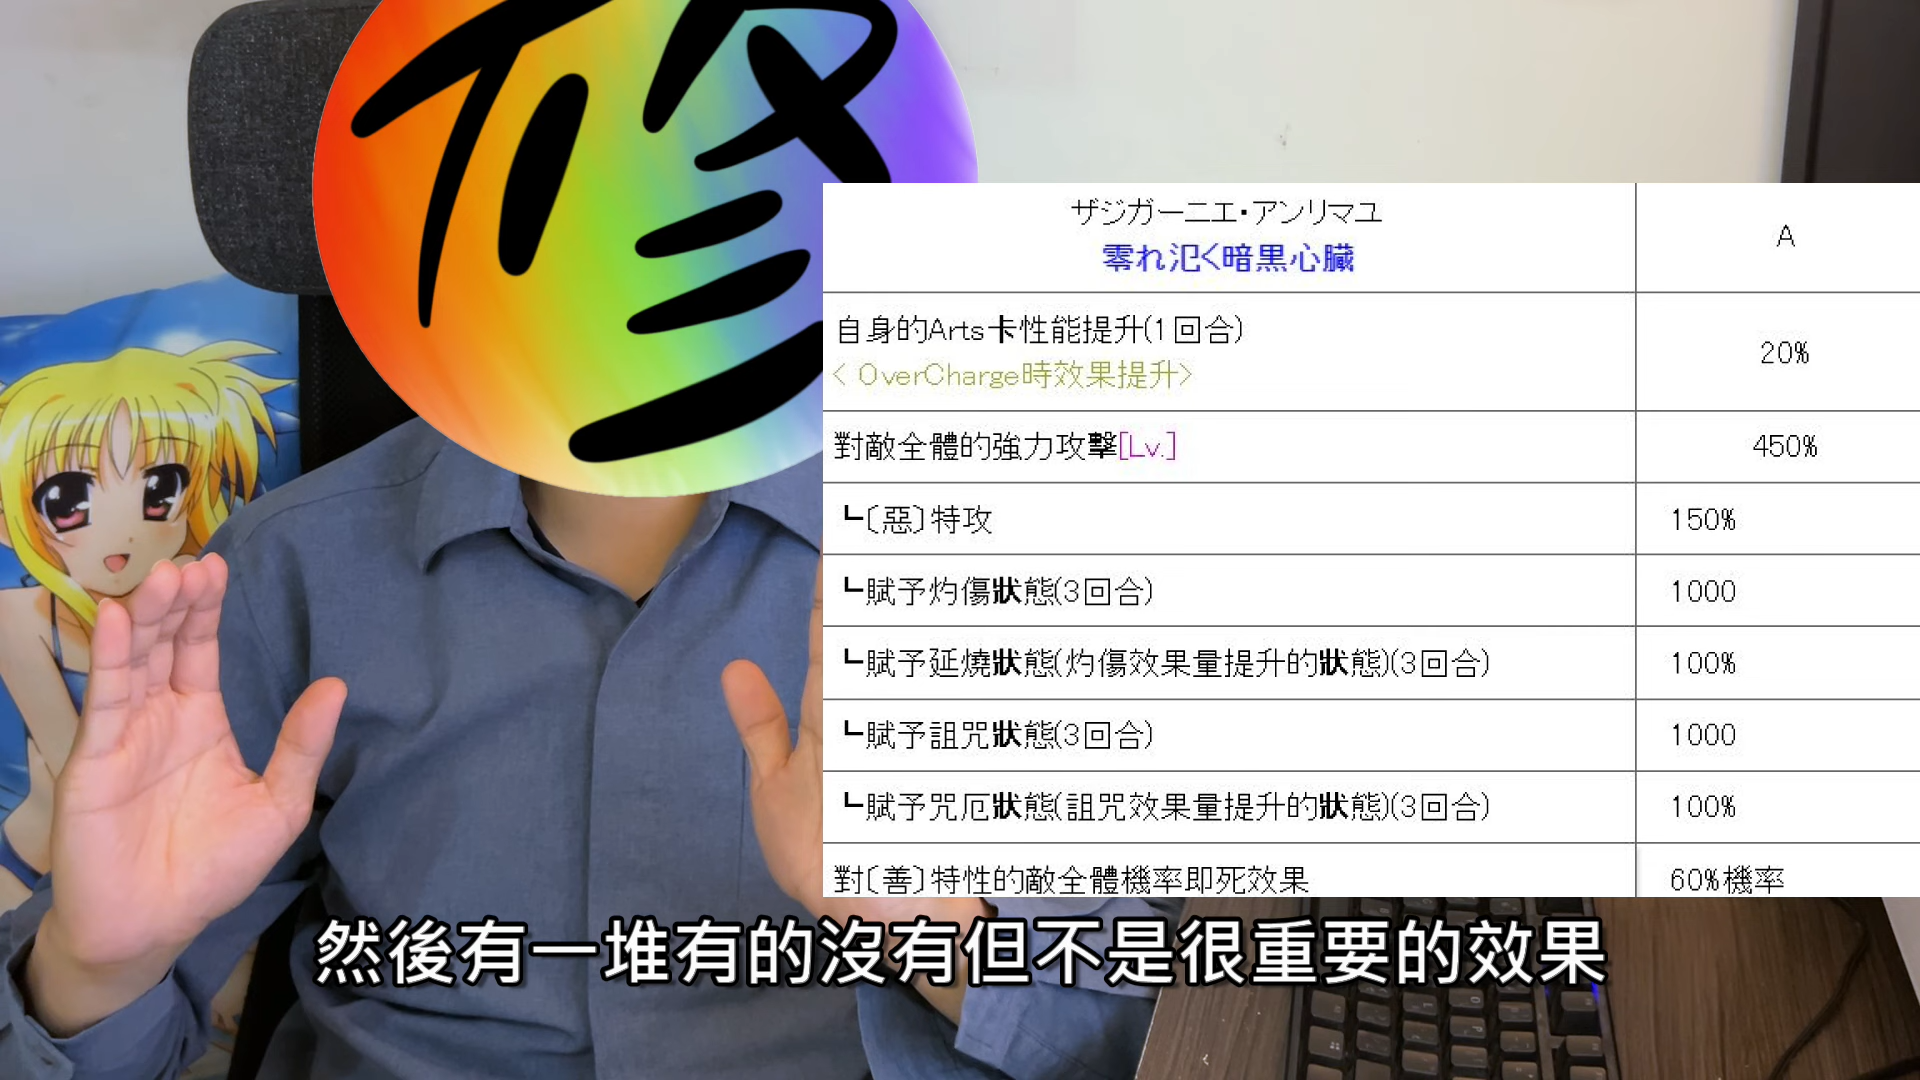 修
ザジガーニエ・アンリマユ
零れ氾く暗黒心臓
A
自身的Arts卡性能提升(1回合)
< OverCharge時效果提升>
20%
對敵全體的強力攻擊[Lv.]
450%
┗〔惡〕特攻
150%
┗賦予灼傷狀態(3回合)
1000
┗賦予延燒狀態(灼傷效果量提升的狀態)(3回合)
100%
┗賦予詛咒狀態(3回合)
1000
┗賦予咒厄狀態(詛咒效果量提升的狀態)(3回合)
100%
對〔善〕特性的敵全體機率即死效果
60%機率
然後有一堆有的沒有但不是很重要的效果